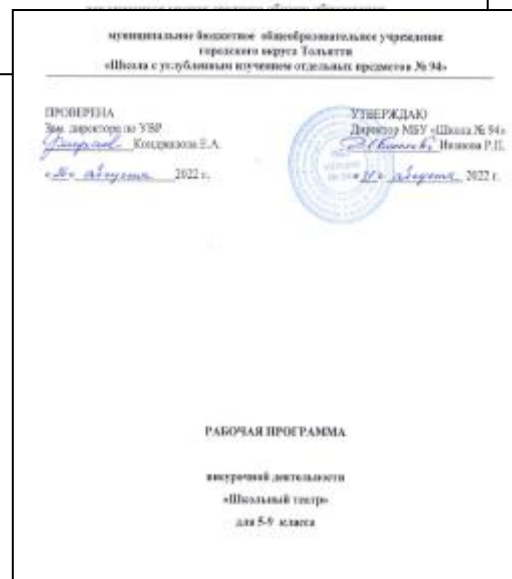 муниципальное бюджетное общеобразовательное учреждение
городского округа Тольятти
«Школа с углубленным изучением отдельных предметов № 94»
ПРОВЕРЕНА
Зам. директора по УВР
Кондрашова Е.А.
августа 2022 г.
УТВЕРЖДАЮ
Директор МБУ «Школа № 94»
Иванова Р.П.
августа 2022 г.
РАБОЧАЯ ПРОГРАММА
внеурочной деятельности
«Школьный театр»
для 5-9 класса